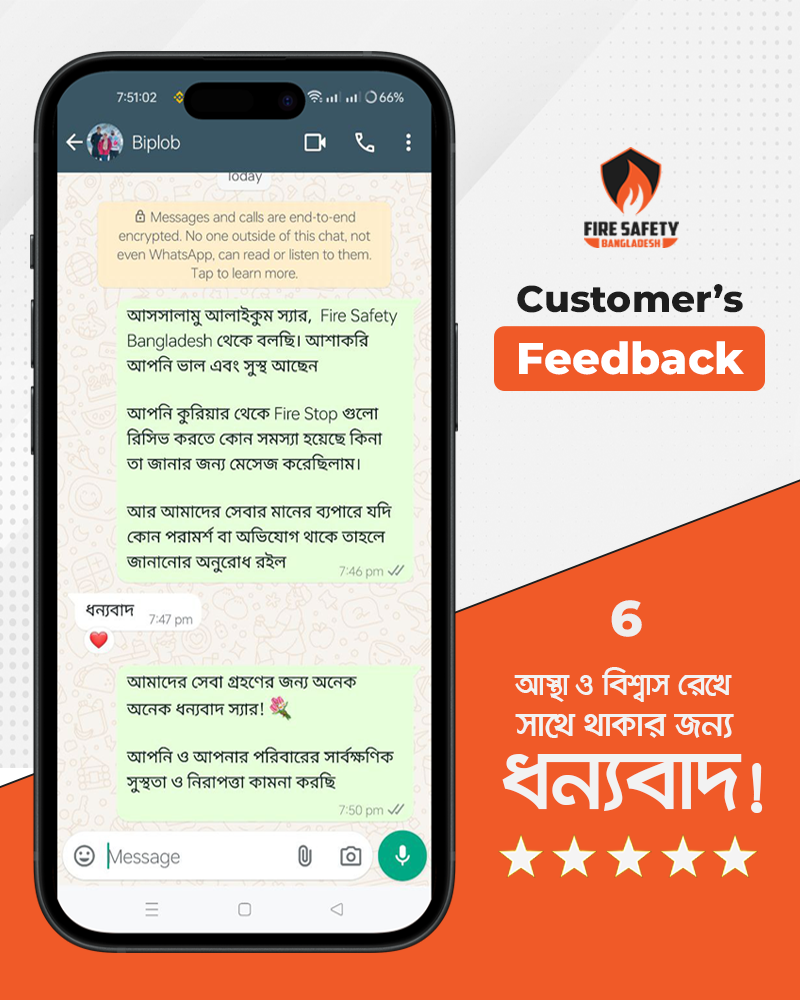 7:51:02
66%
Biplob
Today
Messages and calls are end-to-end
encrypted. No one outside of this chat, not
even WhatsApp, can read or listen to them.
Tap to learn more.
আসসালামু আলাইকুম স্যার, Fire Safety
Bangladesh থেকে বলছি। আশাকরি
আপনি ভাল এবং সুস্থ আছেন
আপনি কুরিয়ার থেকে Fire Stop গুলো
রিসিভ করতে কোন সমস্যা হয়েছে কিনা
তা জানার জন্য মেসেজ করেছিলাম।
আর আমাদের সেবার মানের ব্যপারে যদি
কোন পরামর্শ বা অভিযোগ থাকে তাহলে
জানানোর অনুরোধ রইল
7:46 pm
ধন্যবাদ
7:47 pm
আমাদের সেবা গ্রহণের জন্য অনেক
অনেক ধন্যবাদ স্যার!
আপনি ও আপনার পরিবারের সার্বক্ষণিক
সুস্থতা ও নিরাপত্তা কামনা করছি
7:50 pm
Message
FIRE SAFETY
BANGLADESH
Customer’s
Feedback
6
আস্থা ও বিশ্বাস রেখে
সাথে থাকার জন্য
ধন্যবাদ!